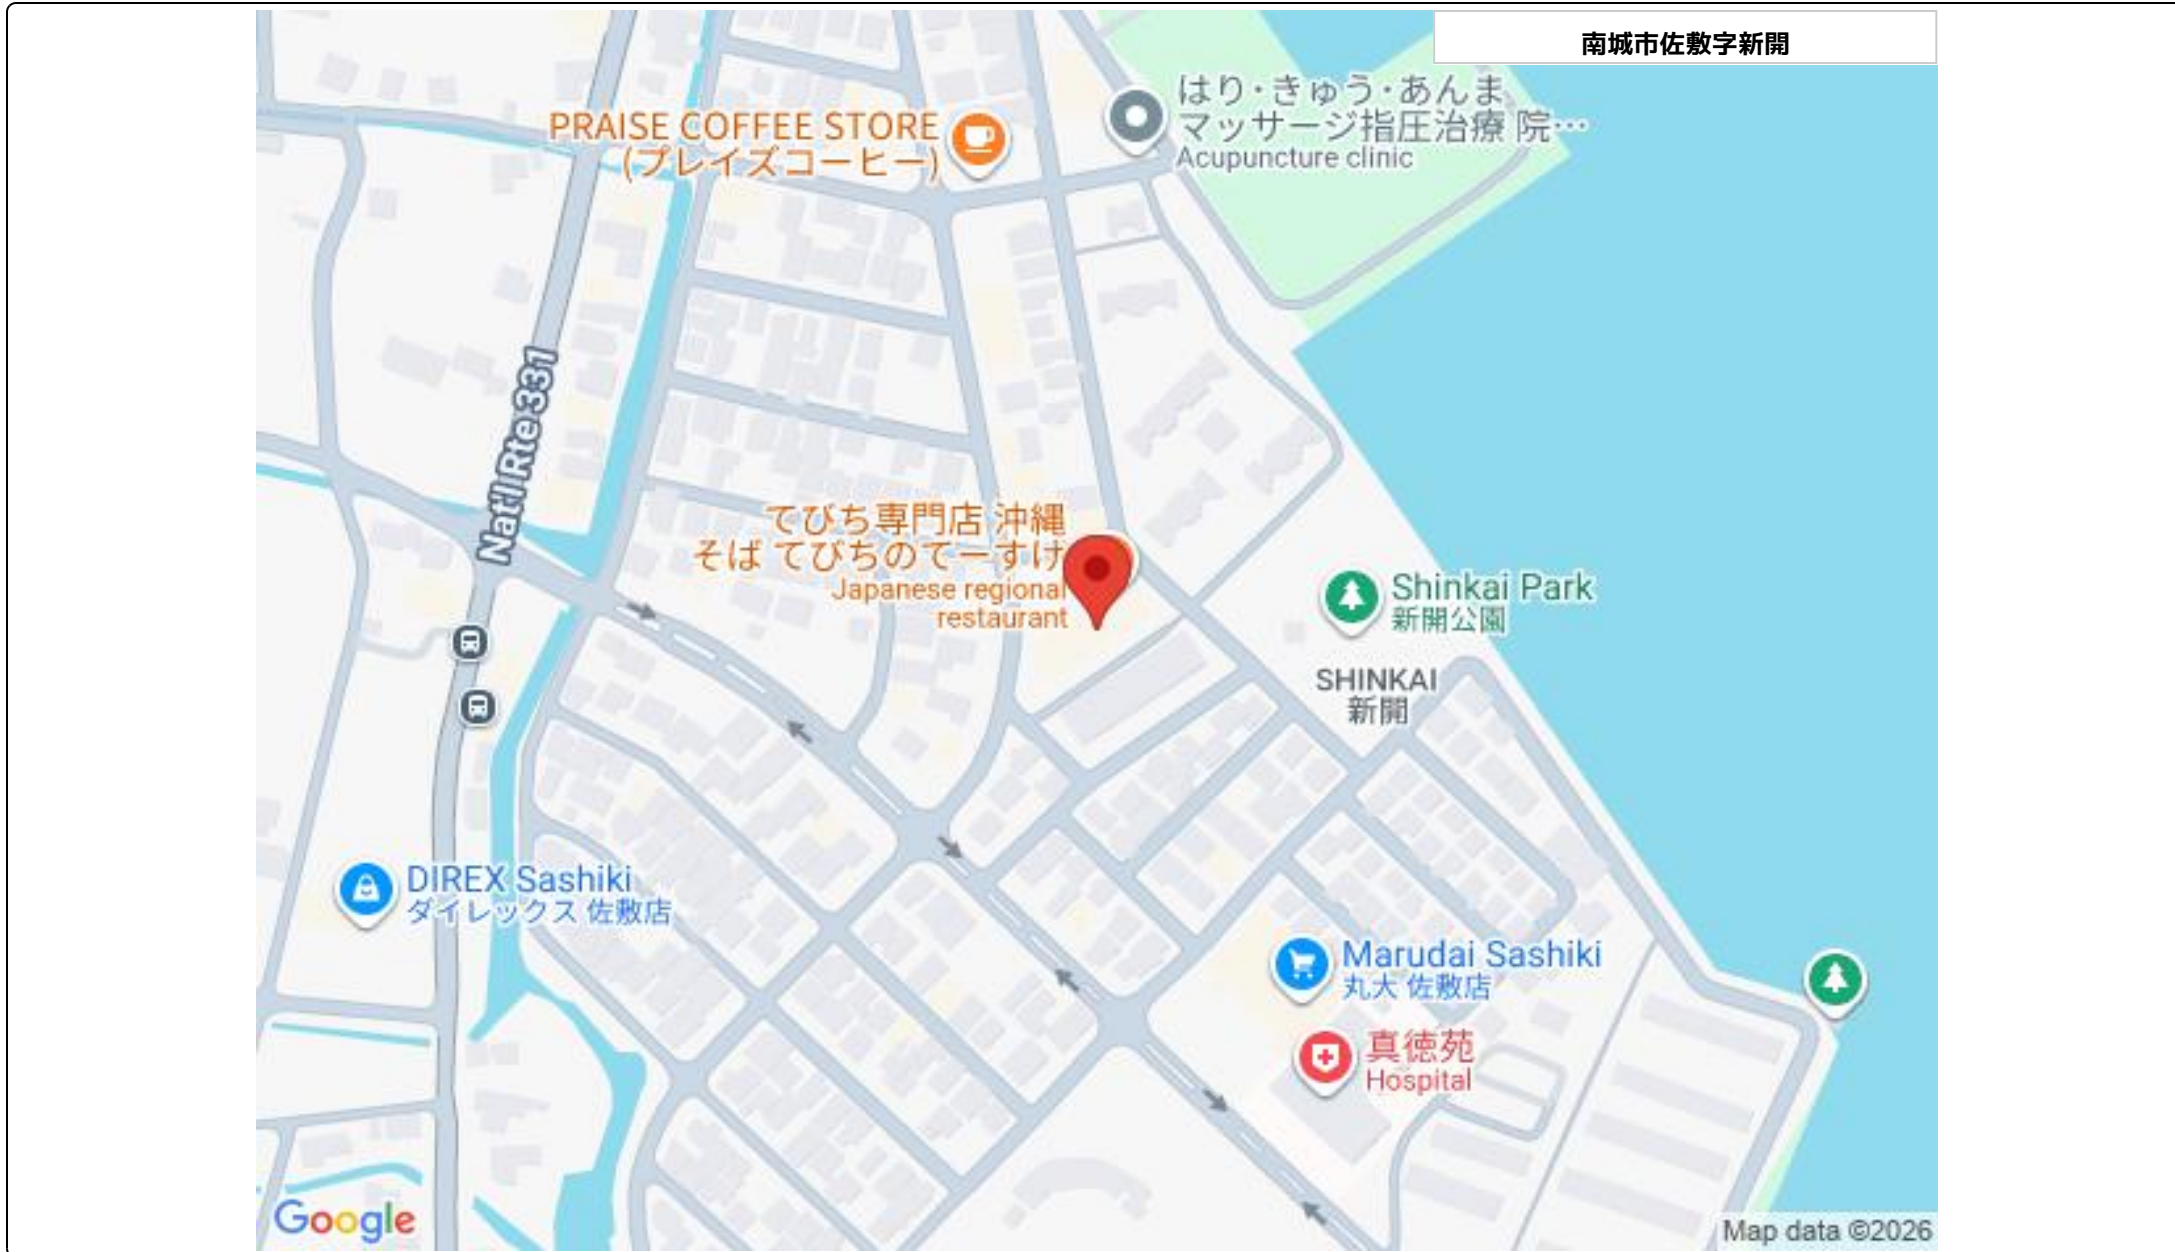 南城市佐敷字新開
はり・きゅう・あんま
マッサージ指圧治療 院…
Acupuncture clinic
PRAISE COFFEE STORE
(プレイズコーヒー)
Nat'l Rte 331
てびち専門店 沖縄
そば てびちのてーすけ
Japanese regional
restaurant
Shinkai Park
新開公園
SHINKAI
新開
DIREX Sashiki
ダイレックス 佐敷店
Marudai Sashiki
丸大 佐敷店
真徳苑
Hospital
Google
Map data ©2026